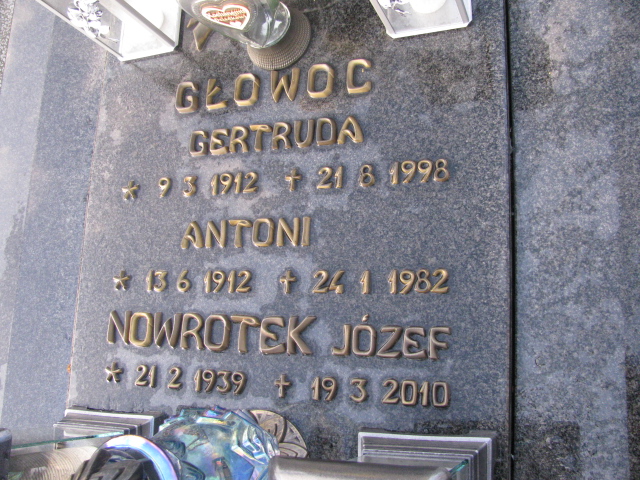 GŁOWOC
GERTRUDA
* 9 3 1912 † 21 8 1998
ANTONI
* 13 6 1912 † 24 1 1982
NOWROTEK JÓZEF
* 21 2 1939 † 19 3 2010